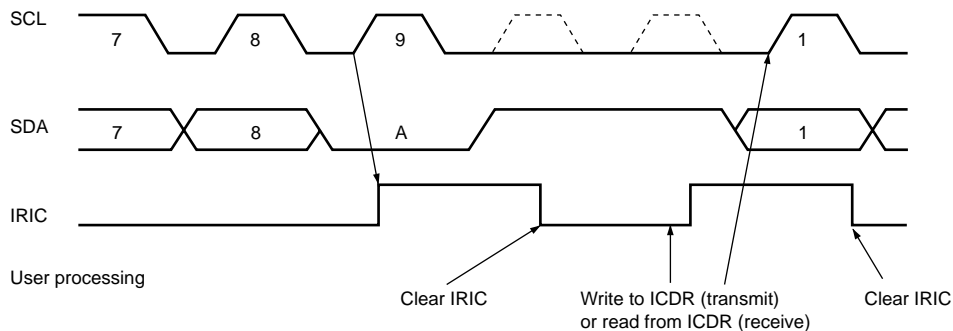 SCL
7 8 9 1
SDA
7 8 A 1
IRIC
User processing
Clear IRIC
Write to ICDR (transmit)
or read from ICDR (receive)
Clear IRIC